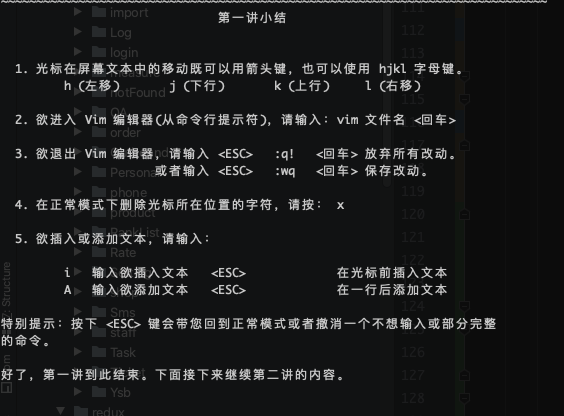 ~~~~~~~~~~~~~~~~~~~~~~~~~~~~~~~~~~~~~~~~~~~~~~~~~~~~~~~~~~~~~~~~~~~~~~
第一讲小结
1. 光标在屏幕文本中的移动既可以用箭头键，也可以使用 hjkl 字母键。
h (左移) j (下行) k (上行) l (右移)
2. 欲进入 Vim 编辑器(从命令行提示符)，请输入：vim 文件名 <回车>
3. 欲退出 Vim 编辑器，请输入 <ESC> :q! <回车> 放弃所有改动。
或者输入 <ESC> :wq <回车> 保存改动。
4. 在正常模式下删除光标所在位置的字符，请按： x
5. 欲插入或添加文本，请输入：
i 输入欲插入文本 <ESC> 在光标前插入文本
A 输入欲添加文本 <ESC> 在一行后添加文本
特别提示：按下 <ESC> 键会带您回到正常模式或者撤消一个不想输入或部分完整
的命令。
好了，第一讲到此结束。下面接下来继续第二讲的内容。
import
Log
login
notFound
order
Personal
phone
product
RankList
Rate
Sms
staff
Task
Ysb
redux
112
113
119
120
121
122
126
127
128